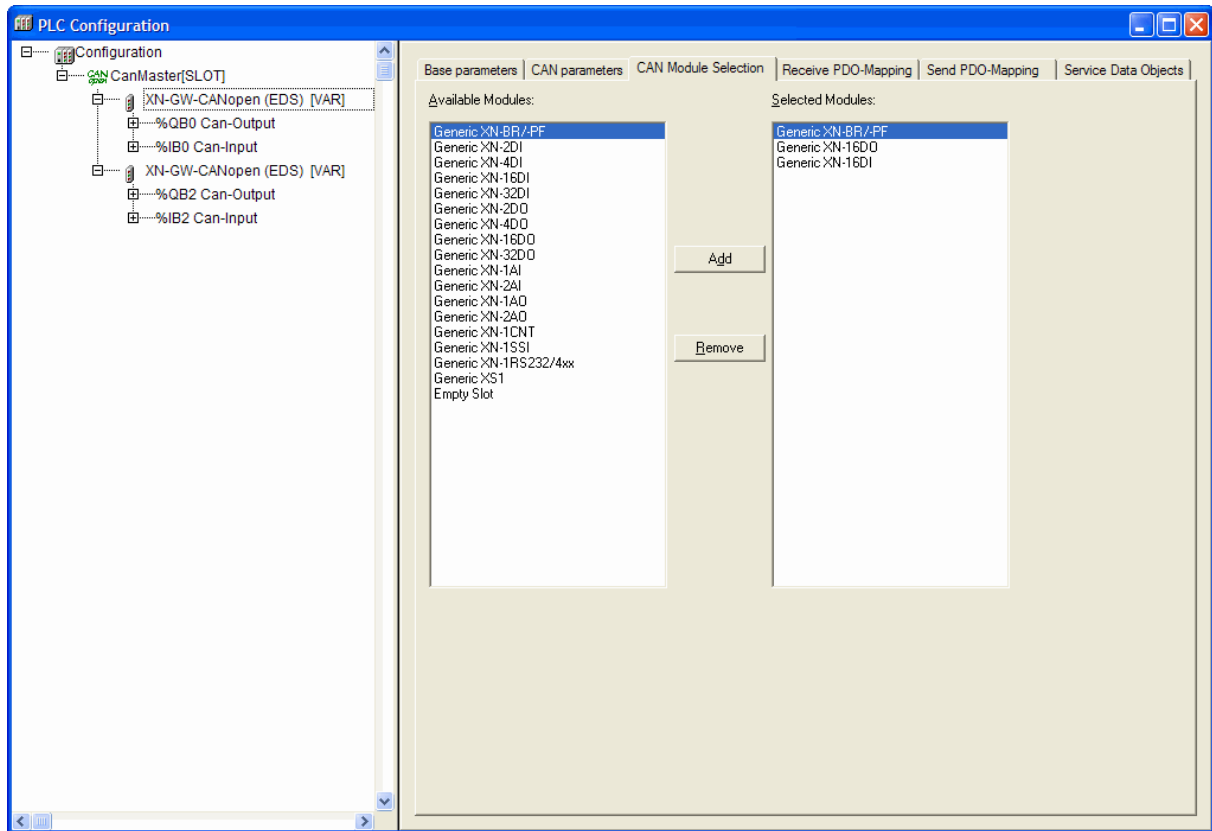 PLC Configuration
Configuration
CAN open CanMaster[SLOT]
XN-GW-CANopen (EDS) [VAR]
%QB0 Can-Output
%IB0 Can-Input
XN-GW-CANopen (EDS) [VAR]
%QB2 Can-Output
%IB2 Can-Input
Base parameters CAN parameters CAN Module Selection Receive PDO-Mapping Send PDO-Mapping Service Data Objects
Available Modules:
Generic XN-BR/-PF
Generic XN-2DI
Generic XN-4DI
Generic XN-16DI
Generic XN-32DI
Generic XN-2DO
Generic XN-4DO
Generic XN-16DO
Generic XN-32DO
Generic XN-1AI
Generic XN-2AI
Generic XN-1AO
Generic XN-2AO
Generic XN-1CNT
Generic XN-1SSI
Generic XN-1RS232/4xx
Generic XS1
Empty Slot
Add
Remove
Selected Modules:
Generic XN-BR/-PF
Generic XN-16DO
Generic XN-16DI